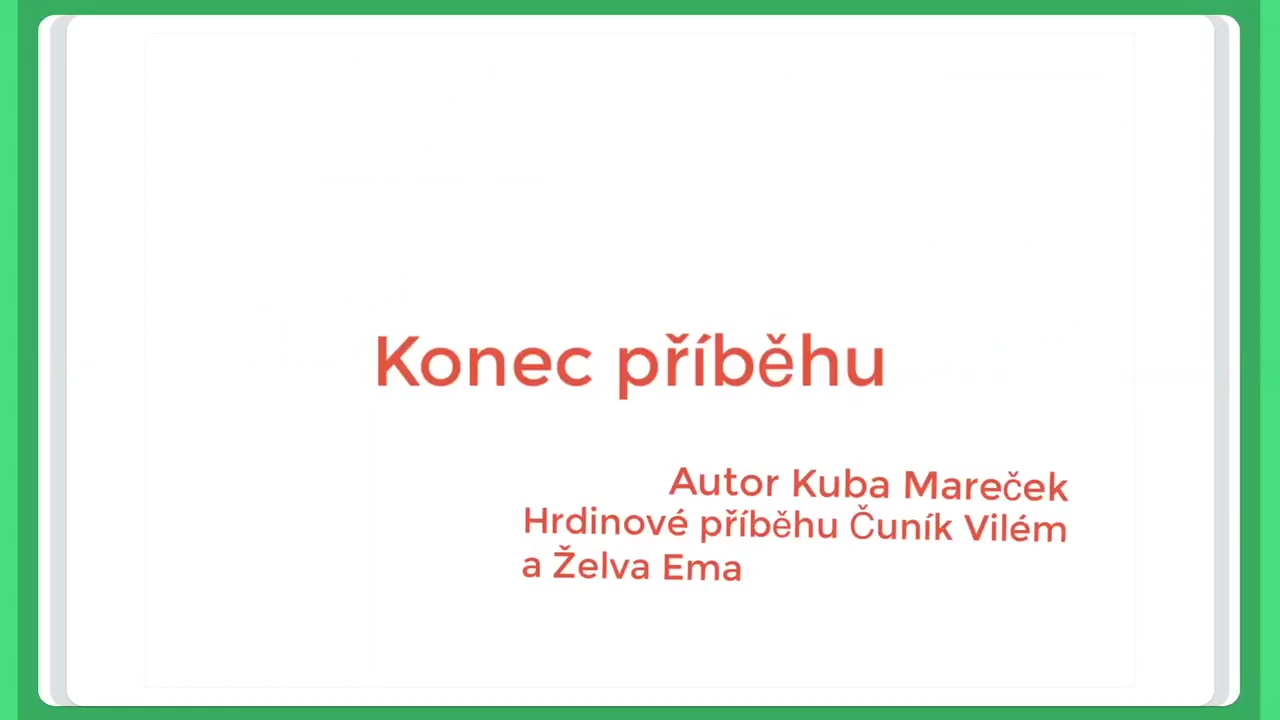 Konec příběhu
Autor Kuba Mareček
Hrdinové příběhu Čuník Vilém
a Želva Ema